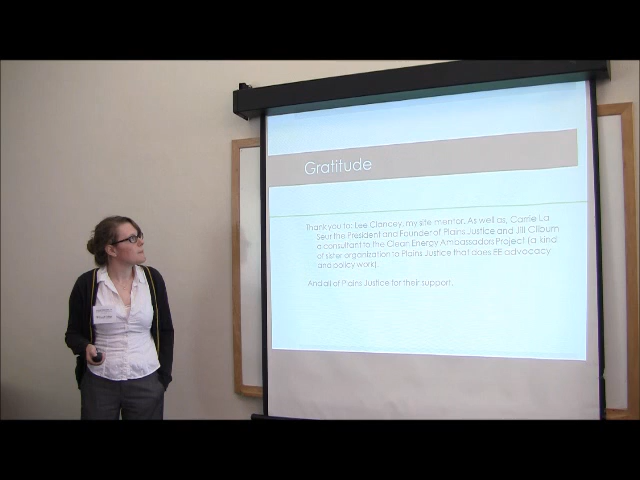 Gratitude
Thank you to: Lee Clancey, my site mentor. As well as, Carrie La
Seur the President and Founder of Plains Justice and Jill Cliburn
a consultant to the Clean Energy Ambassadors Project (a kind
of sister organization to Plains Justice that does EE advocacy
and policy work).
And all of Plains Justice for their support.